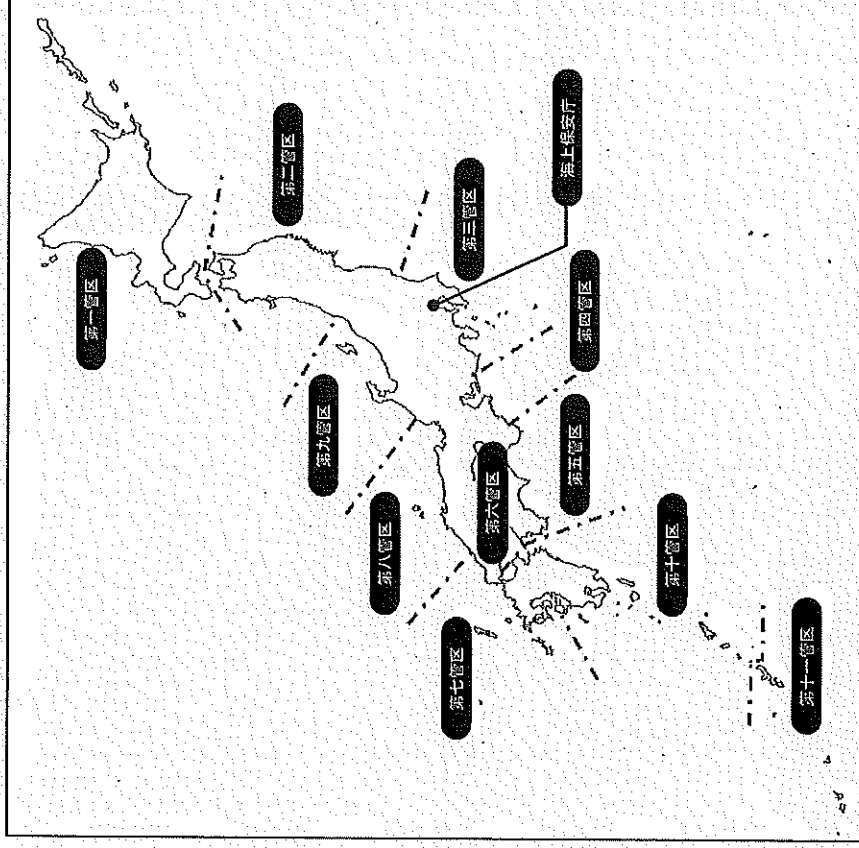 第一管区
第二管区
第三管区
海上保安庁
第四管区
第九管区
第五管区
第六管区
第八管区
第十管区
第七管区
第十一管区